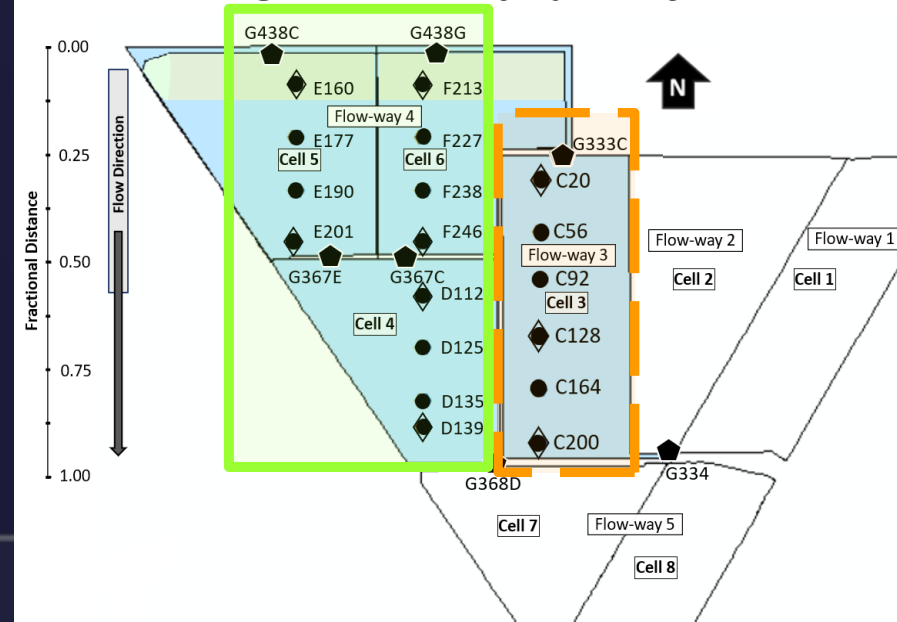 G438C
G438G
0.00
N
E160
F213
Flow-way 4
G333C
E177
F227
Cell 5
Cell 6
0.25
C20
E190
F238
E201
F246
C56
Flow-way 3
Flow-way 2
Flow-way 1
Flow Direction
Fractional Distance
0.50
G367E
G367C
C92
Cell 2
Cell 1
D112
Cell 3
Cell 4
C128
D125
0.75
C164
D135
D139
C200
1.00
G368D
G334
Cell 7
Flow-way 5
Cell 8